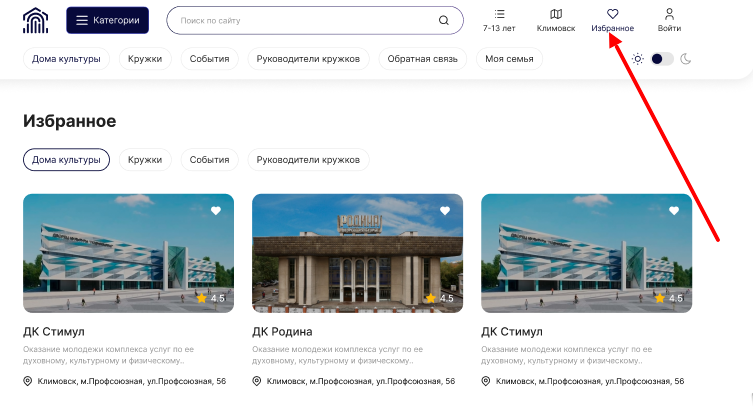 Категории
Поиск по сайту
7-13 лет
Климовск
Избранное
Войти
Дома культуры
Кружки
События
Руководители кружков
Обратная связь
Моя семья
Избранное
Дома культуры
Кружки
События
Руководители кружков
4.5
РОДИНА
4.5
4.5
ДК Стимул
Оказание молодежи комплекса услуг по ее
духовному, культурному и физическому..
Климовск, м.Профсоюзная, ул.Профсоюзная, 56
ДК Родина
Оказание молодежи комплекса услуг по ее
духовному, культурному и физическому..
Климовск, м.Профсоюзная, ул.Профсоюзная, 56
ДК Стимул
Оказание молодежи комплекса услуг по ее
духовному, культурному и физическому..
Климовск, м.Профсоюзная, ул.Профсоюзная, 56